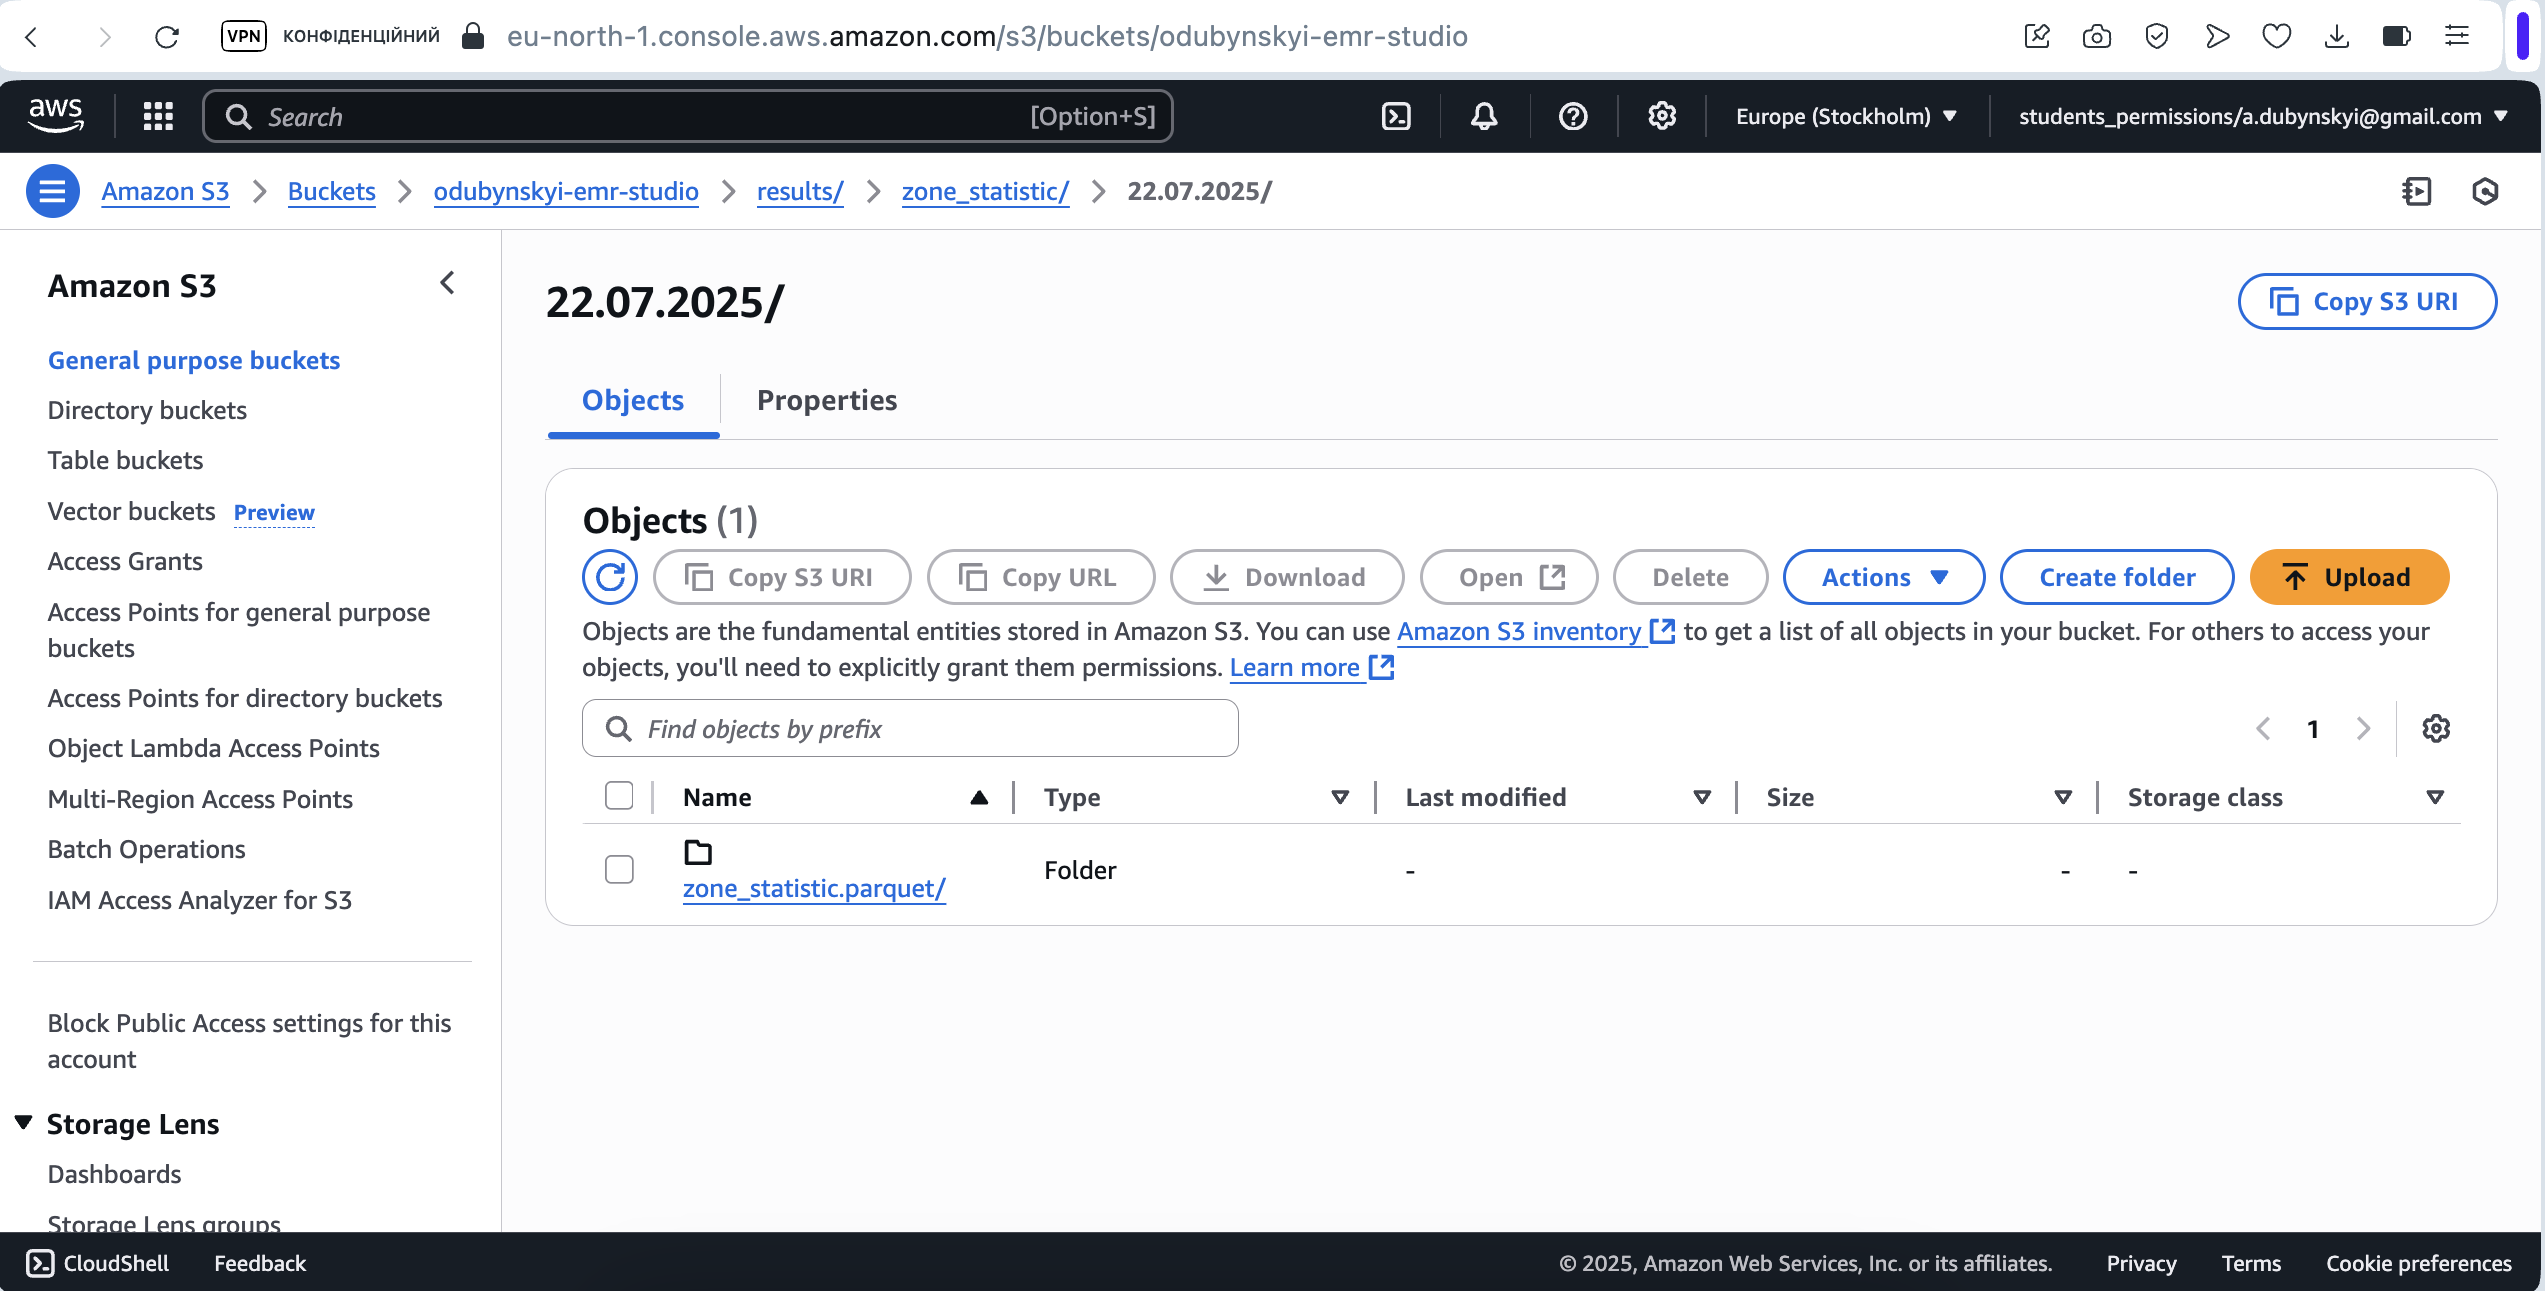 VPN КОНФІДЕНЦІЙНИЙ eu-north-1.console.aws.amazon.com/s3/buckets/odubynskyi-emr-studio
aws Search [Option+S] Europe (Stockholm) students_permissions/a.dubynskyi@gmail.com
Amazon S3 Buckets odubynskyi-emr-studio results/ zone_statistic/ 22.07.2025/
Amazon S3
General purpose buckets
Directory buckets
Table buckets
Vector buckets Preview
Access Grants
Access Points for general purpose
buckets
Access Points for directory buckets
Object Lambda Access Points
Multi-Region Access Points
Batch Operations
IAM Access Analyzer for S3
Block Public Access settings for this
account
Storage Lens
Dashboards
Storage Lens groups
22.07.2025/
Copy S3 URI
Objects Properties
Objects (1)
Copy S3 URI Copy URL Download Open Delete Actions Create folder Upload
Objects are the fundamental entities stored in Amazon S3. You can use Amazon S3 inventory to get a list of all objects in your bucket. For others to access your
objects, you'll need to explicitly grant them permissions. Learn more
Find objects by prefix
1
Name Type Last modified Size Storage class
zone_statistic.parquet/ Folder - - -
CloudShell Feedback © 2025, Amazon Web Services, Inc. or its affiliates. Privacy Terms Cookie preferences